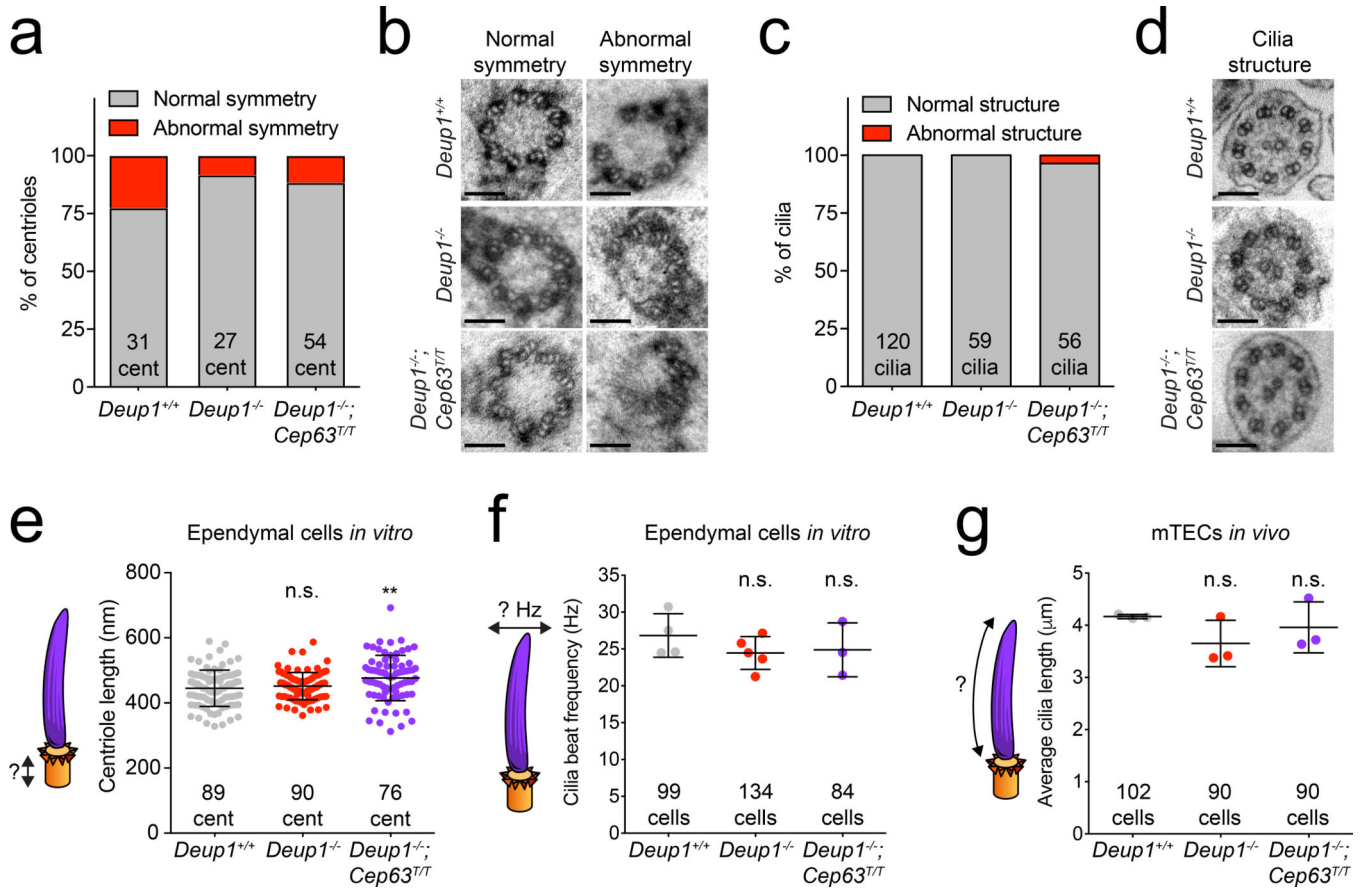 a
Normal symmetry
Abnormal symmetry
% of centrioles
100
75
50
25
0
31
cent
27
cent
54
cent
Deup1+/+
Deup1-/-
Deup1-/-;
Cep63T/T
b
Normal
symmetry
Abnormal
symmetry
Deup1+/+
Deup1-/-
Deup1-/-;
Cep63T/T
c
Normal structure
Abnormal structure
% of cilia
100
75
50
25
0
120
cilia
59
cilia
56
cilia
Deup1+/+
Deup1-/-
Deup1-/-;
Cep63T/T
d
Cilia
structure
Deup1+/+
Deup1-/-
Deup1-/-;
Cep63T/T
e
Ependymal cells in vitro
?
Centriole length (nm)
800
600
400
200
0
n.s.
**
89
cent
90
cent
76
cent
Deup1+/+
Deup1-/-
Deup1-/-;
Cep63T/T
f
Ependymal cells in vitro
? Hz
Cilia beat frequency (Hz)
35
30
25
20
15
10
5
0
n.s.
n.s.
99
cells
134
cells
84
cells
Deup1+/+
Deup1-/-
Deup1-/-;
Cep63T/T
g
mTECs in vivo
?
Average cilia length (μm)
5
4
3
2
1
0
n.s.
n.s.
102
cells
90
cells
90
cells
Deup1+/+
Deup1-/-
Deup1-/-;
Cep63T/T